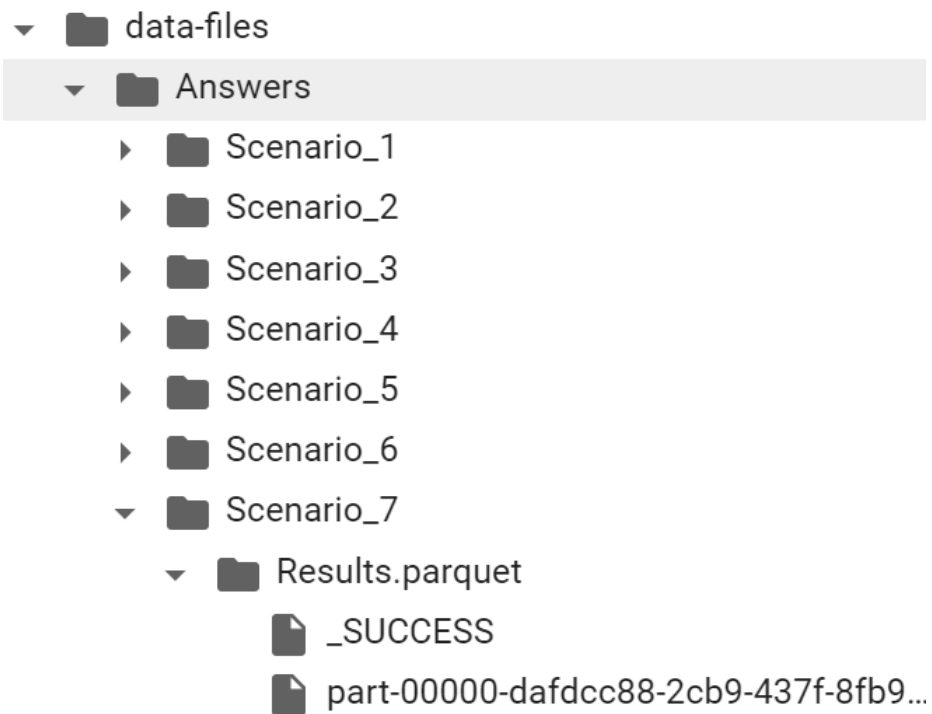 data-files
Answers
Scenario_1
Scenario_2
Scenario_3
Scenario_4
Scenario_5
Scenario_6
Scenario_7
Results.parquet
_SUCCESS
part-00000-dafdcc88-2cb9-437f-8fb9...